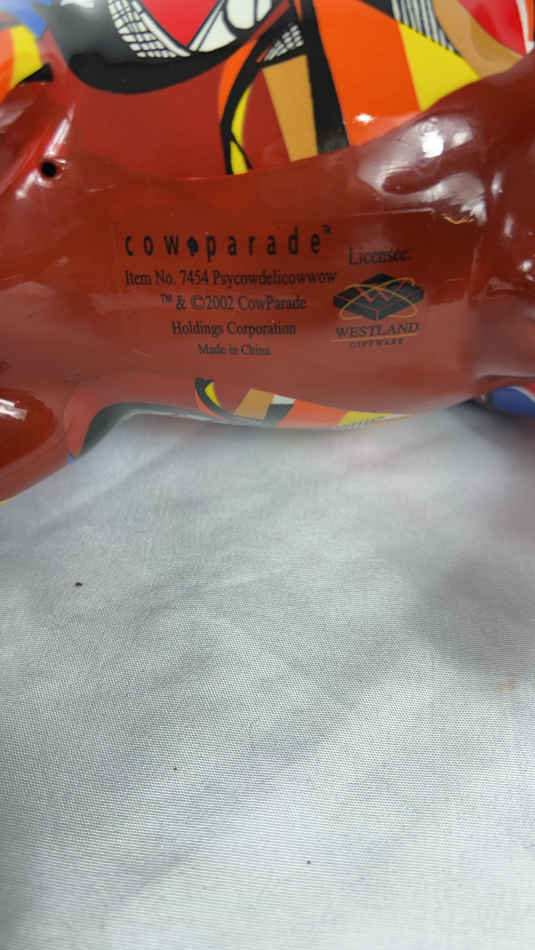 cow parade™
Item No. 7454 Psycowdelicowwow
™ & ©2002 CowParade
Holdings Corporation
Made in China
Licensee:
WESTLAND
GIFTWARE